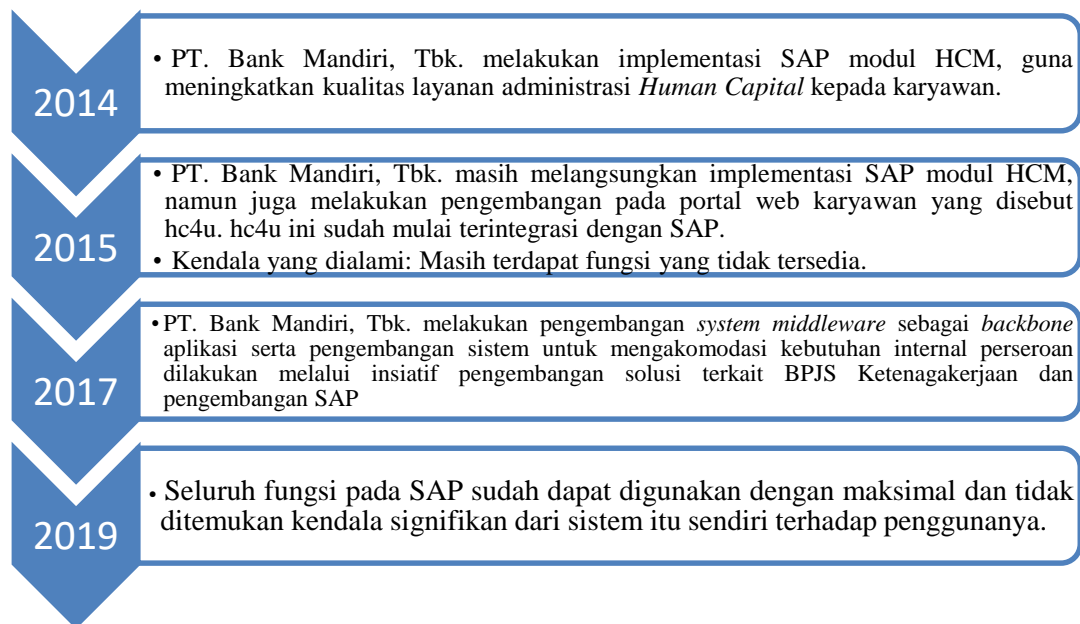 2014
• PT. Bank Mandiri, Tbk. melakukan implementasi SAP modul HCM, guna
meningkatkan kualitas layanan administrasi Human Capital kepada karyawan.
2015
• PT. Bank Mandiri, Tbk. masih melangsungkan implementasi SAP modul HCM,
namun juga melakukan pengembangan pada portal web karyawan yang disebut
hc4u. hc4u ini sudah mulai terintegrasi dengan SAP.
• Kendala yang dialami: Masih terdapat fungsi yang tidak tersedia.
2017
• PT. Bank Mandiri, Tbk. melakukan pengembangan system middleware sebagai backbone
aplikasi serta pengembangan sistem untuk mengakomodasi kebutuhan internal perseroan
dilakukan melalui insiatif pengembangan solusi terkait BPJS Ketenagakerjaan dan
pengembangan SAP
2019
• Seluruh fungsi pada SAP sudah dapat digunakan dengan maksimal dan tidak
ditemukan kendala signifikan dari sistem itu sendiri terhadap penggunanya.